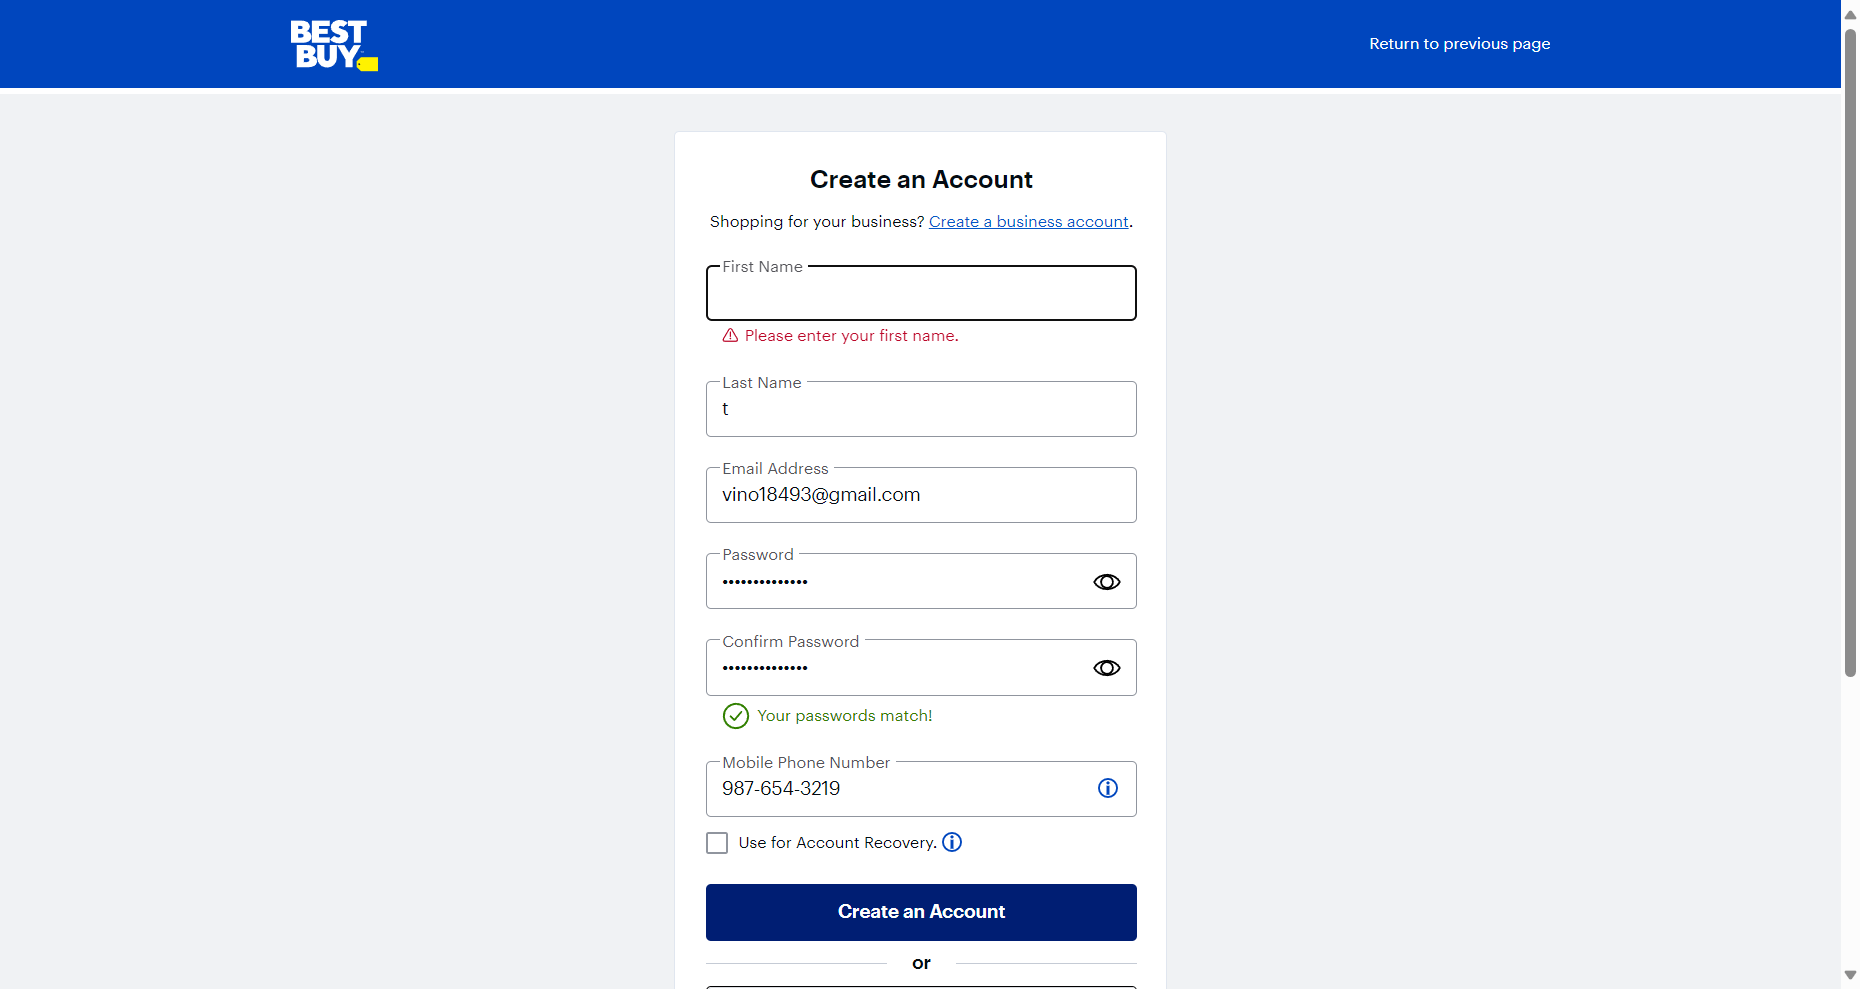 BEST
BUY
Return to previous page
Create an Account
Shopping for your business? Create a business account.
First Name
Please enter your first name.
Last Name
t
Email Address
vino18493@gmail.com
Password
••••••••••••••
Confirm Password
••••••••••••••
Your passwords match!
Mobile Phone Number
987-654-3219
Use for Account Recovery.
Create an Account
or